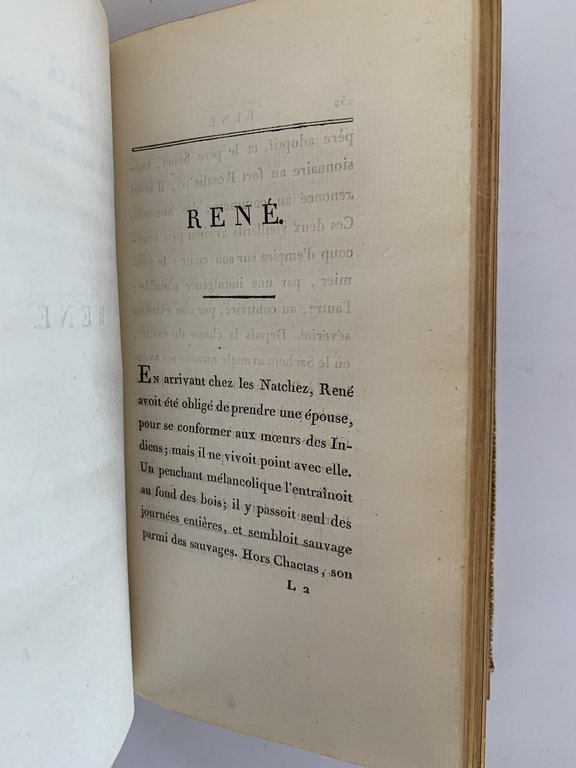 RENÉ.
EN arrivant chez les Natchez, René
avoit été obligé de prendre une épouse,
pour se conformer aux mœurs des In-
diens; mais il ne vivoit point avec elle.
Un penchant mélancolique l'entraînoit
au fond des bois; il y passoit seul des
journées entières, et sembloit sauvage
parmi des sauvages. Hors Chactas, son
L 2